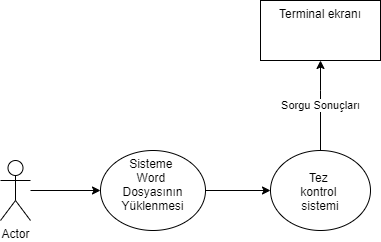 Terminal ekranı
Sorgu Sonuçları
Sisteme
Word
Dosyasının
Yüklenmesi
Tez
kontrol
sistemi
Actor